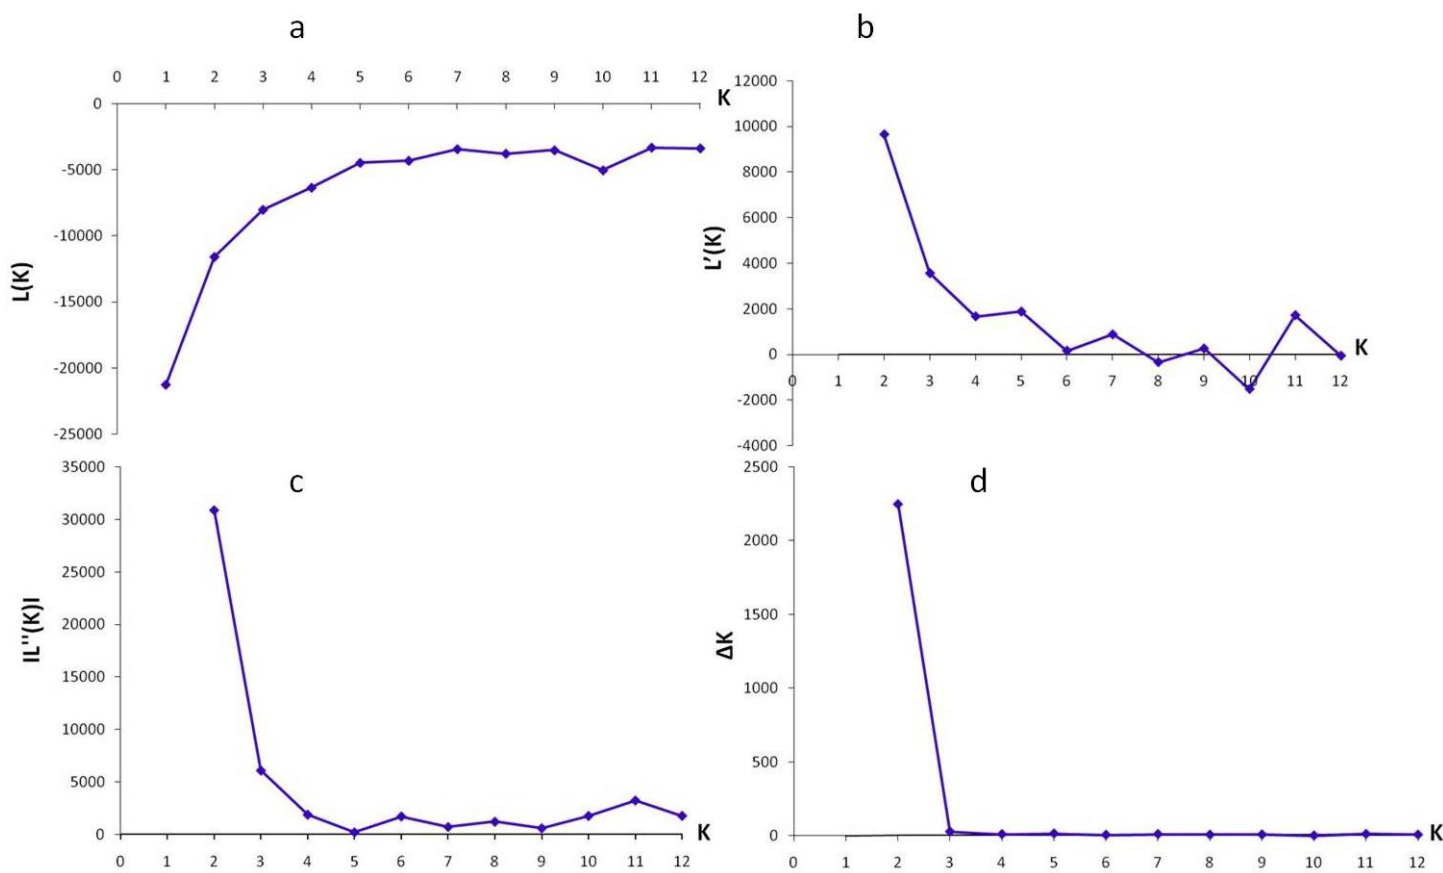 a
0 1 2 3 4 5 6 7 8 9 10 11 12
K
0
-5000
-10000
-15000
-20000
-25000
L(K)
b
12000
10000
8000
6000
4000
2000
0
-2000
-4000
L’(K)
K
0 1 2 3 4 5 6 7 8 9 10 11 12
c
35000
30000
25000
20000
15000
10000
5000
0
IL''(K)I
K
0 1 2 3 4 5 6 7 8 9 10 11 12
d
2500
2000
1500
1000
500
0
ΔK
K
0 1 2 3 4 5 6 7 8 9 10 11 12